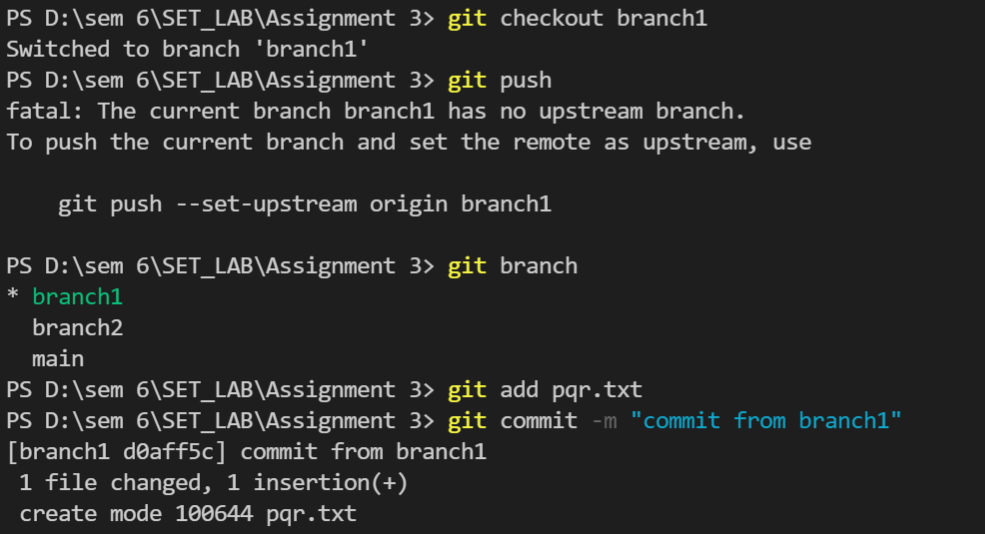 PS D:\sem 6\SET_LAB\Assignment 3> git checkout branch1
Switched to branch 'branch1'
PS D:\sem 6\SET_LAB\Assignment 3> git push
fatal: The current branch branch1 has no upstream branch.
To push the current branch and set the remote as upstream, use
    git push --set-upstream origin branch1
PS D:\sem 6\SET_LAB\Assignment 3> git branch
* branch1
  branch2
  main
PS D:\sem 6\SET_LAB\Assignment 3> git add pqr.txt
PS D:\sem 6\SET_LAB\Assignment 3> git commit -m "commit from branch1"
[branch1 d0aff5c] commit from branch1
 1 file changed, 1 insertion(+)
 create mode 100644 pqr.txt